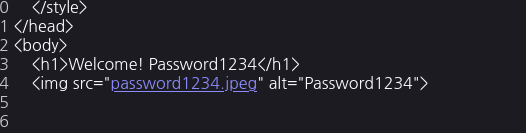 0 </style>
1 </head>
2 <body>
3 <h1>Welcome! Password1234</h1>
4 <img src="password1234.jpeg" alt="Password1234">
5
6